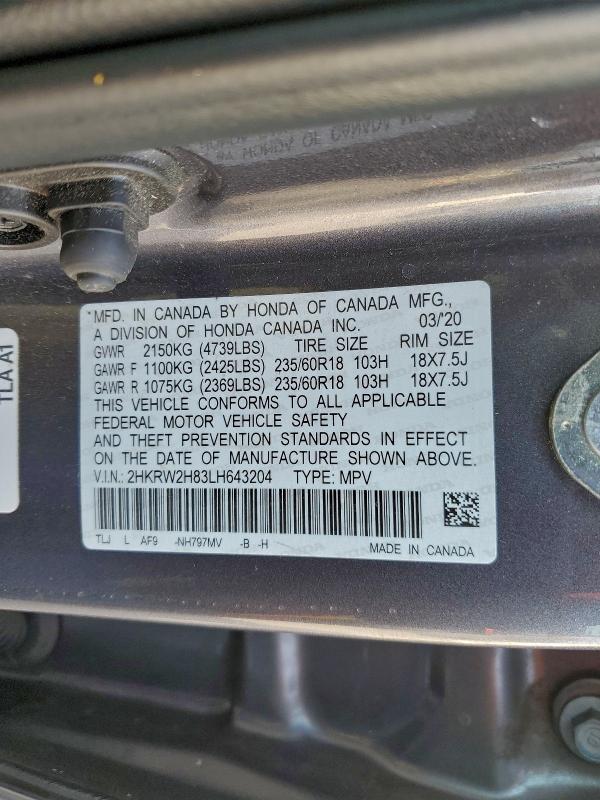 TLA A1
*MFD. IN CANADA BY HONDA OF CANADA MFG.,
A DIVISION OF HONDA CANADA INC. 03/'20
GVWR 2150KG (4739LBS) TIRE SIZE RIM SIZE
GAWR F 1100KG (2425LBS) 235/60R18 103H 18X7.5J
GAWR R 1075KG (2369LBS) 235/60R18 103H 18X7.5J
THIS VEHICLE CONFORMS TO ALL APPLICABLE
FEDERAL MOTOR VEHICLE SAFETY
AND THEFT PREVENTION STANDARDS IN EFFECT
ON THE DATE OF MANUFACTURE SHOWN ABOVE.
V.I.N.: 2HKRW2H83LH643204 TYPE: MPV
TLJ L AF9 -NH797MV -B -H
MADE IN CANADA